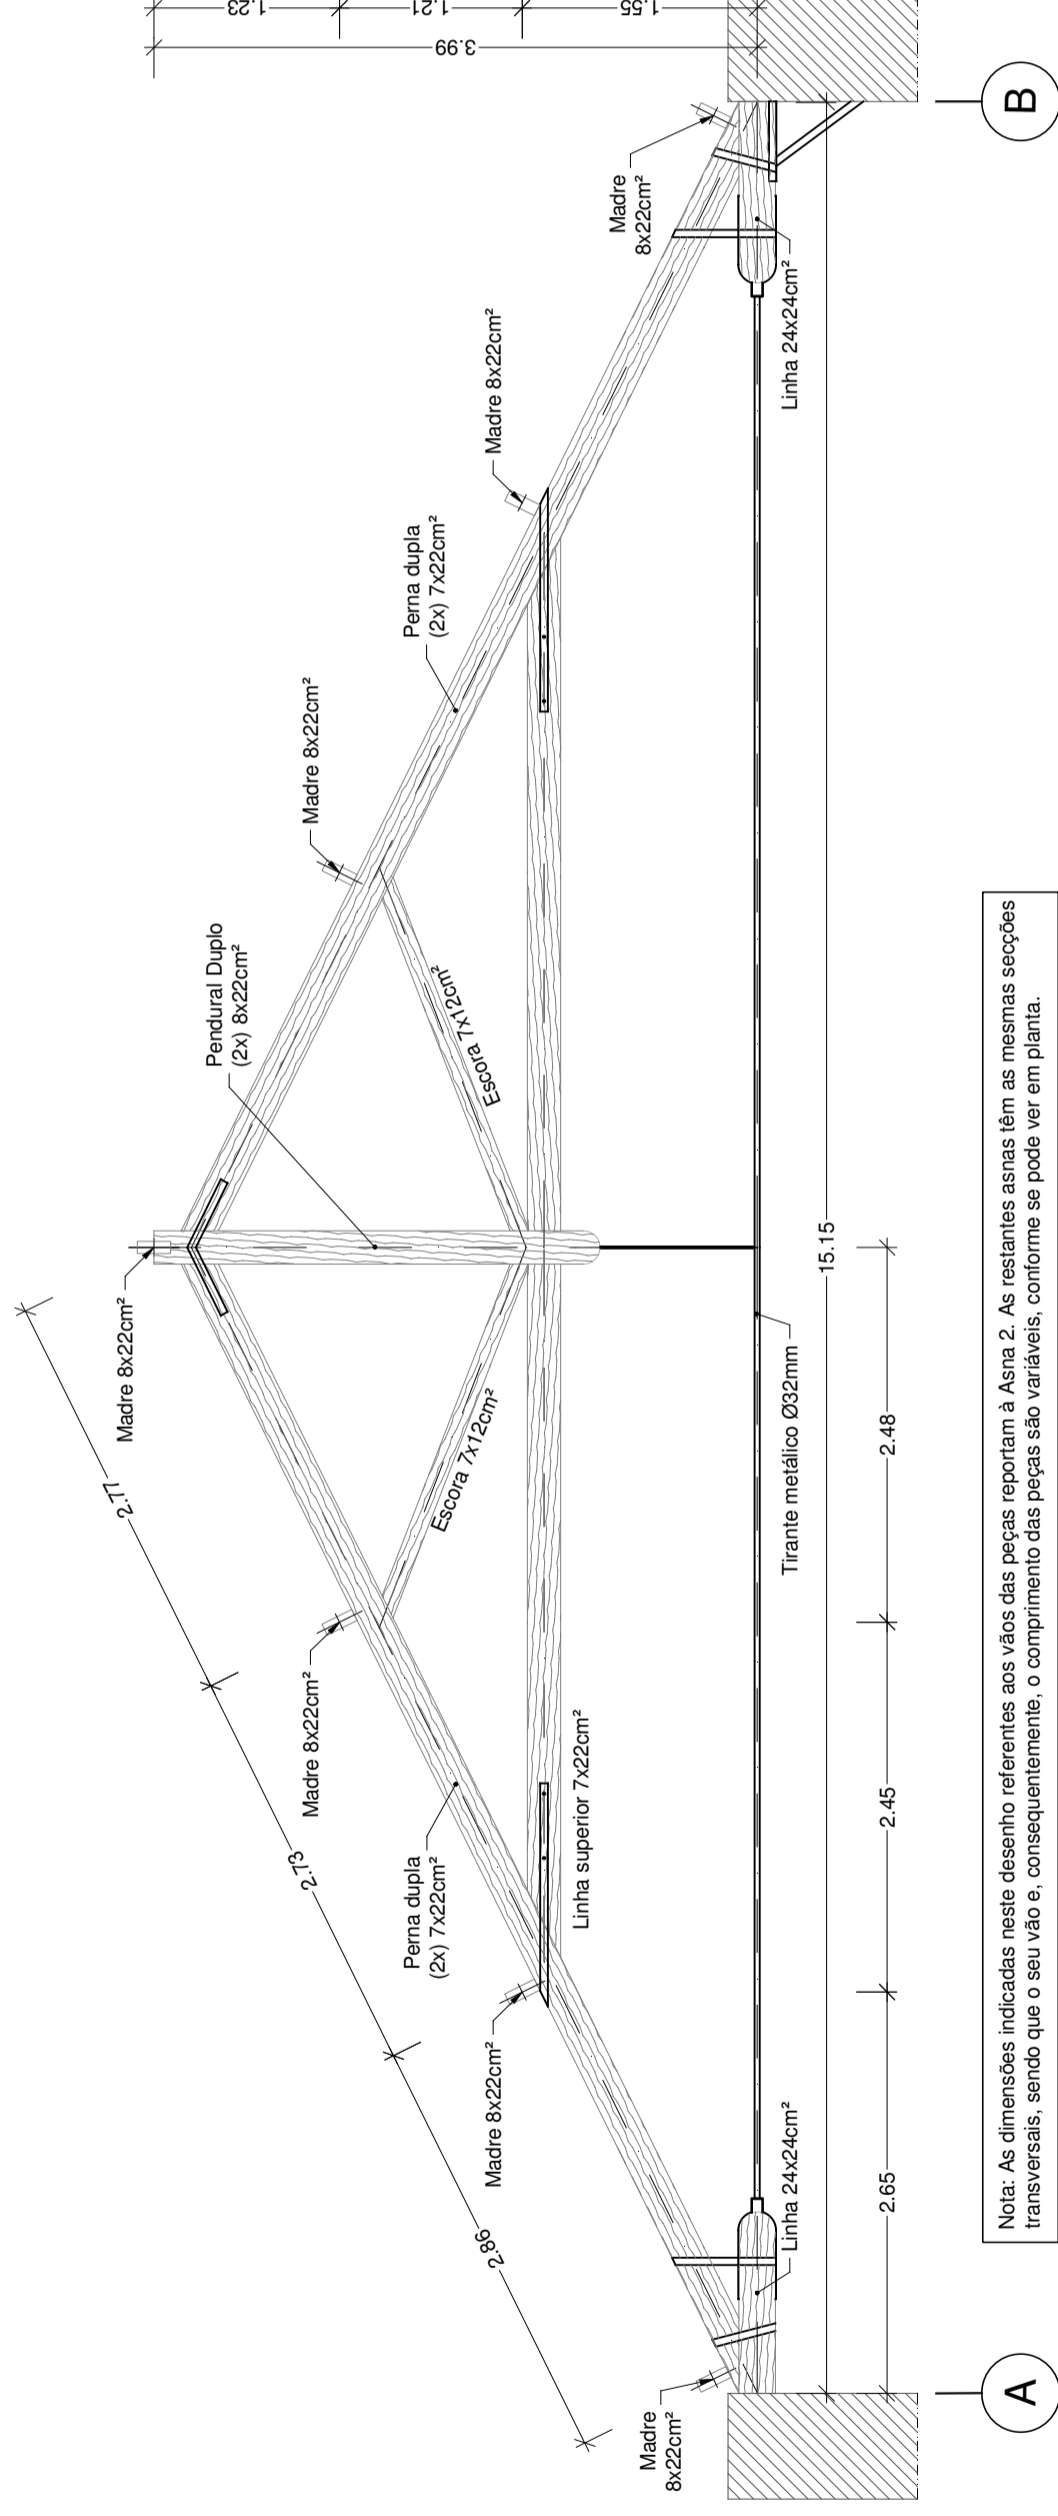 2.77
2.73
2.86
Madre 8x22cm²
Pendural Duplo
(2x) 8x22cm²
Madre 8x22cm²
Madre 8x22cm²
Perna dupla
(2x) 7x22cm²
Perna dupla
(2x) 7x22cm²
Madre 8x22cm²
Madre 8x22cm²
Escora 7x12cm²
Escora 7x12cm²
Madre
8x22cm²
Madre
8x22cm²
Linha superior 7x22cm²
Linha 24x24cm²
Tirante metálico Ø32mm
Linha 24x24cm²
1.23
1.21
1.55
3.99
15.15
2.65
2.45
2.48
A
B
Nota: As dimensões indicadas neste desenho referentes aos vãos das peças reportam à Asna 2. As restantes asnas têm as mesmas secções
transversais, sendo que o seu vão e, consequentemente, o comprimento das peças são variáveis, conforme se pode ver em planta.